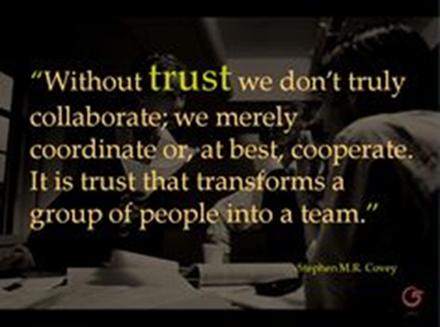 “Without trust we don’t truly
collaborate; we merely
coordinate or, at best, cooperate.
It is trust that transforms a
group of people into a team.”
Stephen M.R. Covey